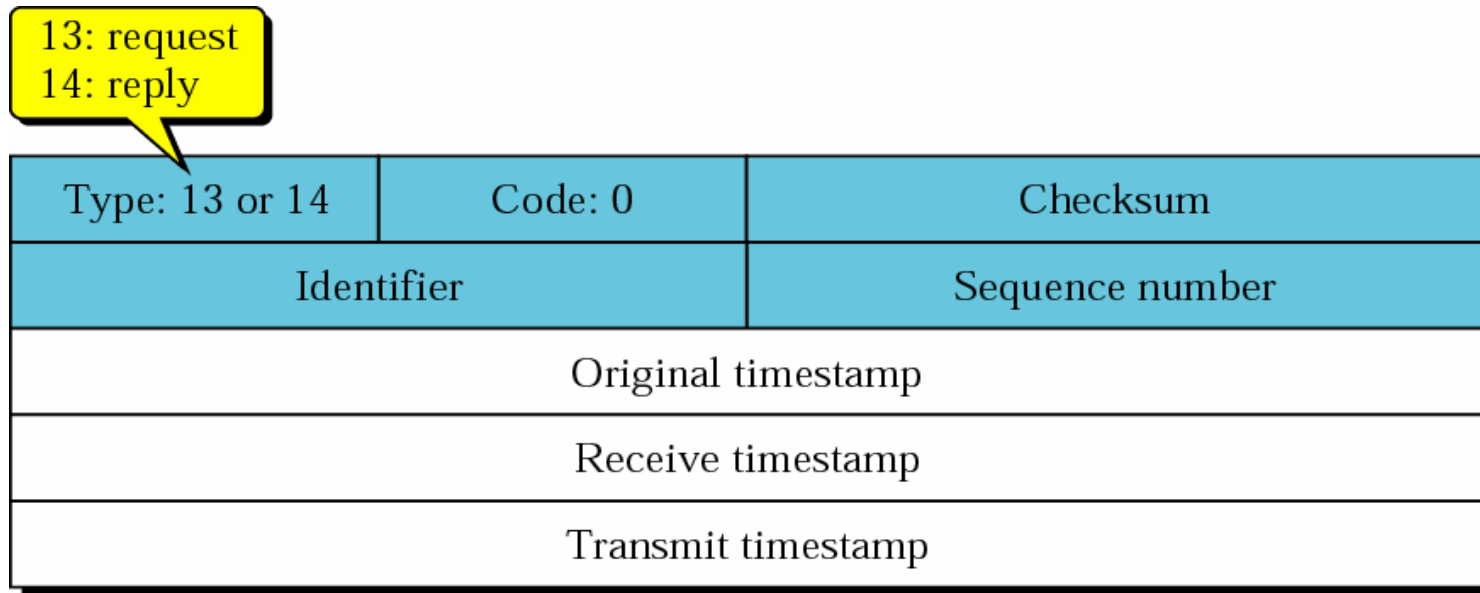 13: request
14: reply
Type: 13 or 14 Code: 0 Checksum
Identifier Sequence number
Original timestamp
Receive timestamp
Transmit timestamp